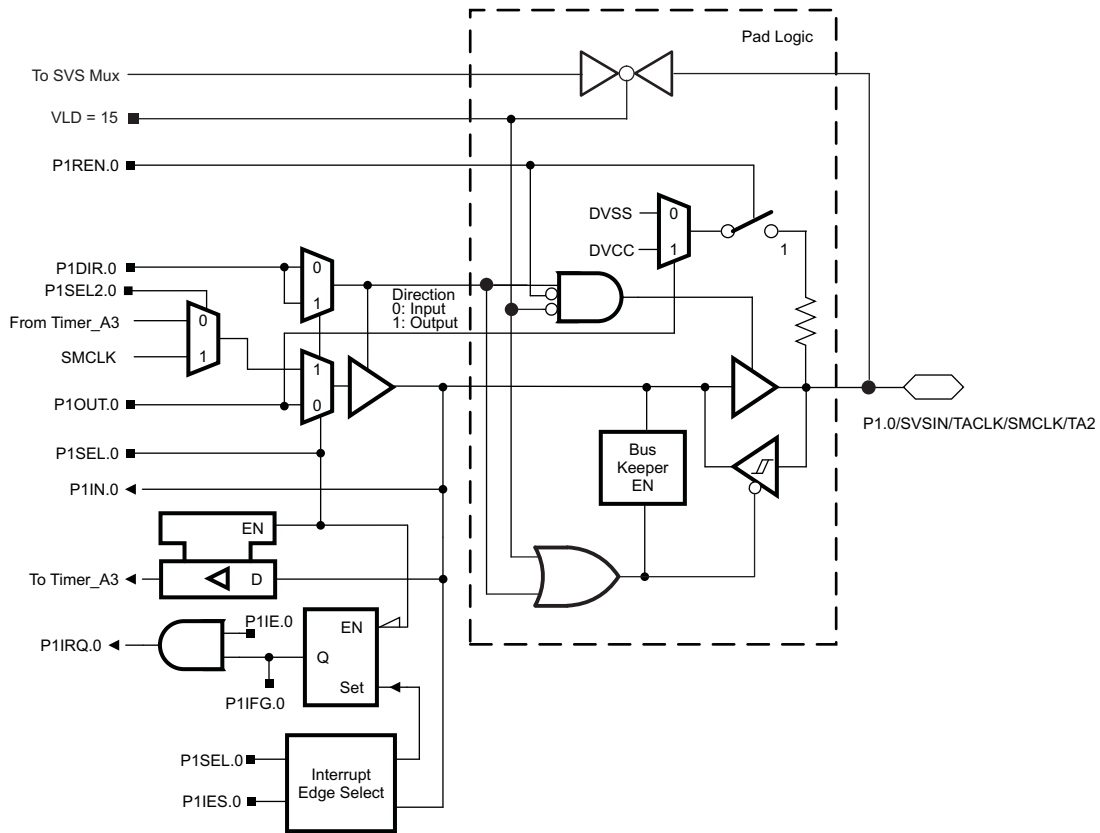 Pad Logic
To SVS Mux
VLD = 15
P1REN.0
DVSS
0
DVCC
1
1
P1DIR.0
0
P1SEL2.0
1
Direction
0: Input
1: Output
From Timer_A3
0
SMCLK
1
1
P1OUT.0
0
P1.0/SVSIN/TACLK/SMCLK/TA2
P1SEL.0
Bus
Keeper
EN
P1IN.0
EN
To Timer_A3
D
P1IE.0
EN
P1IRQ.0
Q
P1IFG.0
Set
P1SEL.0
Interrupt
Edge Select
P1IES.0